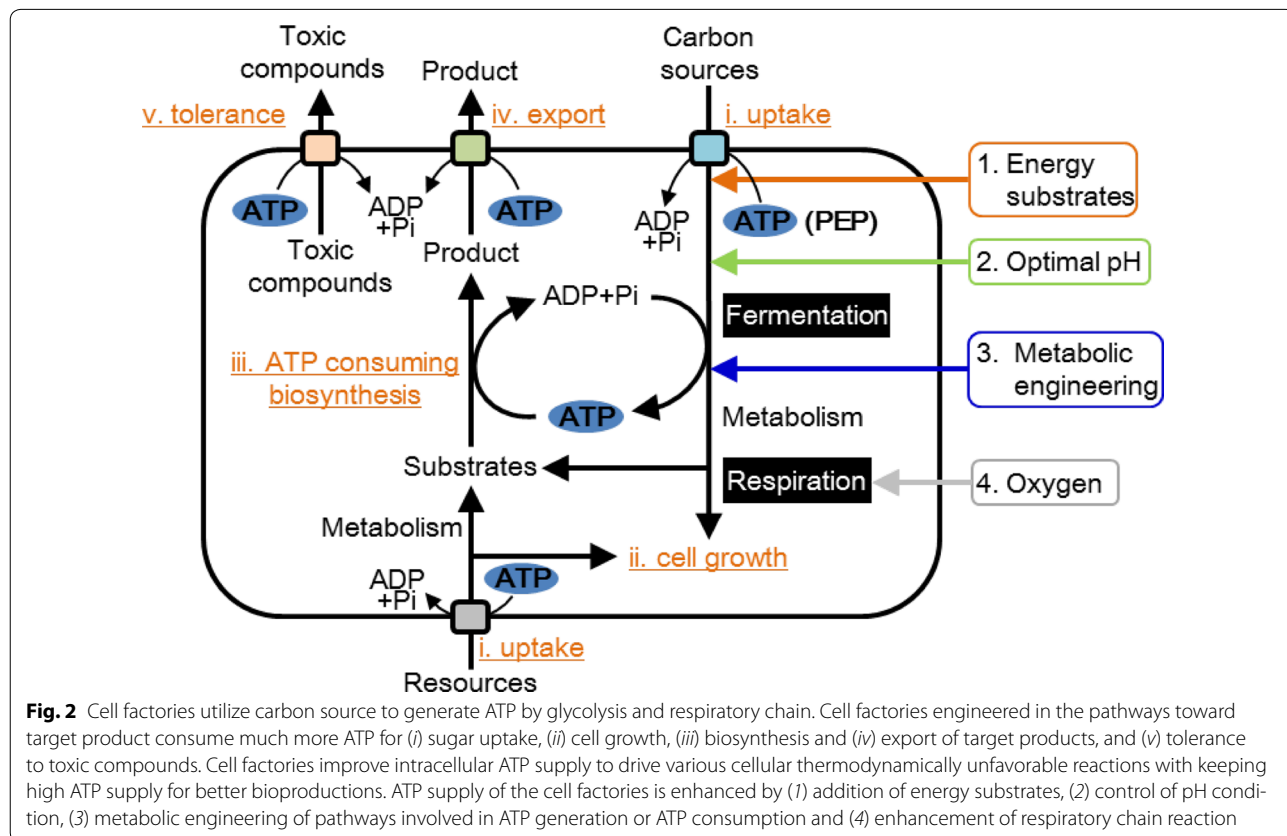 Toxic
compounds
Product
Carbon
sources
v. tolerance
iv. export
i. uptake
1. Energy
substrates
ATP
ADP
+Pi
ATP
ADP
+Pi
ATP (PEP)
Toxic
compounds
Product
2. Optimal pH
ADP+Pi
Fermentation
iii. ATP consuming
biosynthesis
3. Metabolic
engineering
ATP
Metabolism
Substrates
Respiration
4. Oxygen
Metabolism
ii. cell growth
ADP
+Pi
ATP
i. uptake
Resources
Fig. 2 Cell factories utilize carbon source to generate ATP by glycolysis and respiratory chain. Cell factories engineered in the pathways toward
target product consume much more ATP for (i) sugar uptake, (ii) cell growth, (iii) biosynthesis and (iv) export of target products, and (v) tolerance
to toxic compounds. Cell factories improve intracellular ATP supply to drive various cellular thermodynamically unfavorable reactions with keeping
high ATP supply for better bioproductions. ATP supply of the cell factories is enhanced by (1) addition of energy substrates, (2) control of pH condi-
tion, (3) metabolic engineering of pathways involved in ATP generation or ATP consumption and (4) enhancement of respiratory chain reaction